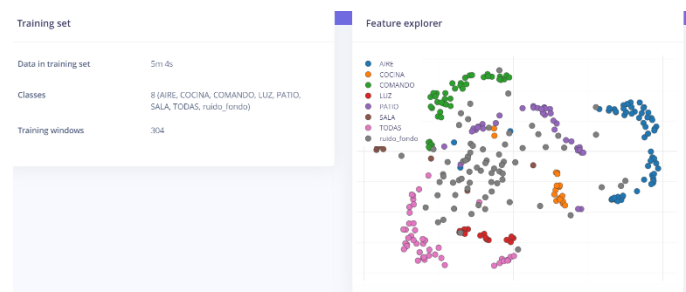 Training set
Data in training set 5m 4s
Classes 8 (AIRE, COCINA, COMANDO, LUZ, PATIO,
SALA, TODAS, ruido_fondo)
Training windows 304
Feature explorer
AIRE
COCINA
COMANDO
LUZ
PATIO
SALA
TODAS
ruido_fondo